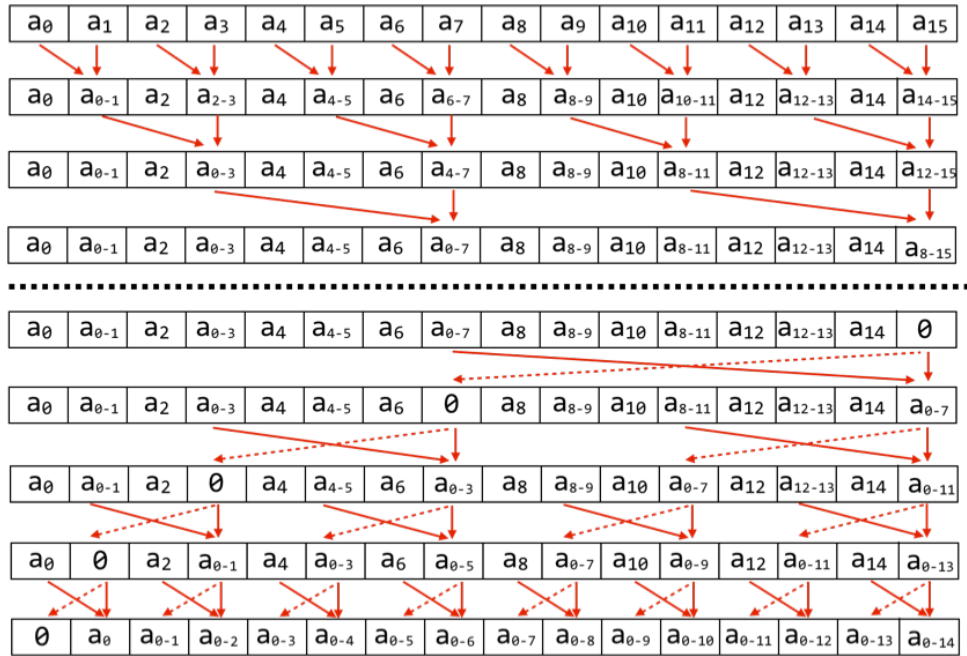 a₀ a₁ a₂ a₃ a₄ a₅ a₆ a₇ a₈ a₉ a₁₀ a₁₁ a₁₂ a₁₃ a₁₄ a₁₅
a₀ a₀₋₁ a₂ a₂₋₃ a₄ a₄₋₅ a₆ a₆₋₇ a₈ a₈₋₉ a₁₀ a₁₀₋₁₁ a₁₂ a₁₂₋₁₃ a₁₄ a₁₄₋₁₅
a₀ a₀₋₁ a₂ a₀₋₃ a₄ a₄₋₅ a₆ a₄₋₇ a₈ a₈₋₉ a₁₀ a₈₋₁₁ a₁₂ a₁₂₋₁₃ a₁₄ a₁₂₋₁₅
a₀ a₀₋₁ a₂ a₀₋₃ a₄ a₄₋₅ a₆ a₀₋₇ a₈ a₈₋₉ a₁₀ a₈₋₁₁ a₁₂ a₁₂₋₁₃ a₁₄ a₈₋₁₅
a₀ a₀₋₁ a₂ a₀₋₃ a₄ a₄₋₅ a₆ a₀₋₇ a₈ a₈₋₉ a₁₀ a₈₋₁₁ a₁₂ a₁₂₋₁₃ a₁₄ 0
a₀ a₀₋₁ a₂ a₀₋₃ a₄ a₄₋₅ a₆ 0 a₈ a₈₋₉ a₁₀ a₈₋₁₁ a₁₂ a₁₂₋₁₃ a₁₄ a₀₋₇
a₀ a₀₋₁ a₂ 0 a₄ a₄₋₅ a₆ a₀₋₃ a₈ a₈₋₉ a₁₀ a₀₋₇ a₁₂ a₁₂₋₁₃ a₁₄ a₀₋₁₁
a₀ 0 a₂ a₀₋₁ a₄ a₀₋₃ a₆ a₀₋₅ a₈ a₀₋₇ a₁₀ a₀₋₉ a₁₂ a₀₋₁₁ a₁₄ a₀₋₁₃
0 a₀ a₀₋₁ a₀₋₂ a₀₋₃ a₀₋₄ a₀₋₅ a₀₋₆ a₀₋₇ a₀₋₈ a₀₋₉ a₀₋₁₀ a₀₋₁₁ a₀₋₁₂ a₀₋₁₃ a₀₋₁₄